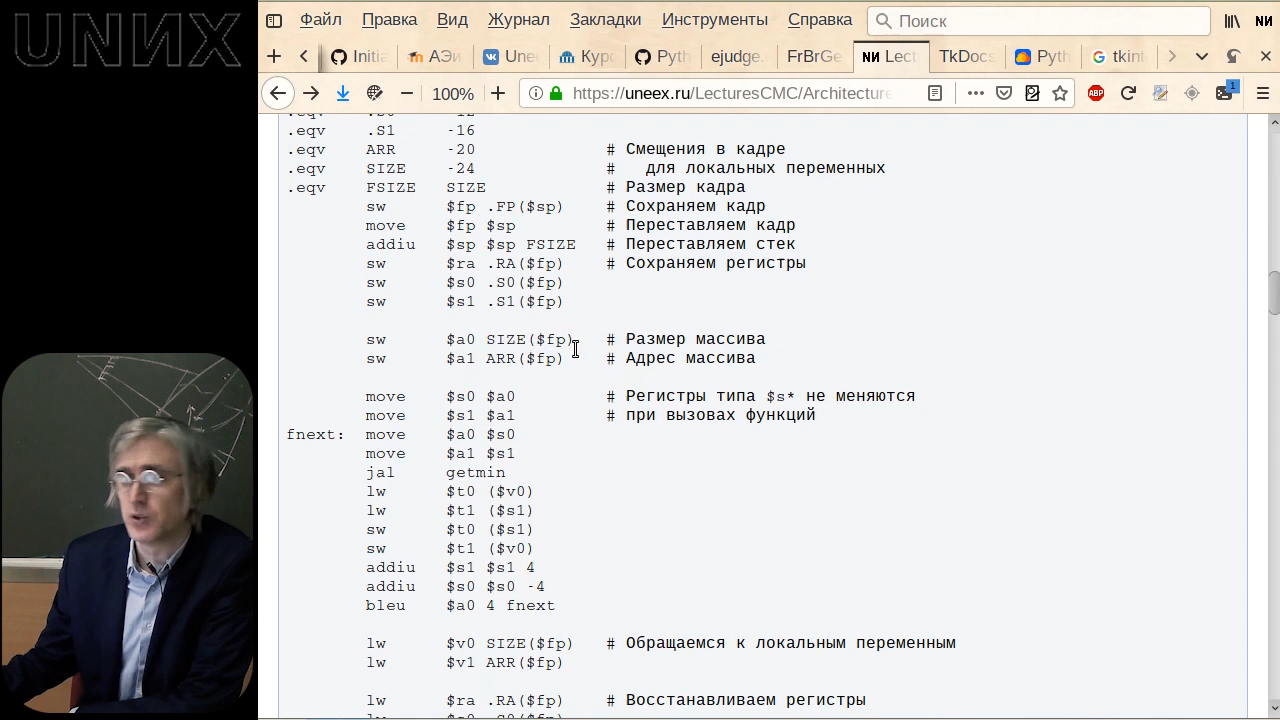 UNИX
Файл Правка Вид Журнал Закладки Инструменты Справка Поиск
Initia АЭи Unee Курс Pyth ejudge. FrBrGe Lect TkDocs Pyth tkint
100% https://uneex.ru/LecturesCMC/Architecture ABP 1
.eqv .S1 -16
.eqv ARR -20 # Смещения в кадре
.eqv SIZE -24 # для локальных переменных
.eqv FSIZE SIZE # Размер кадра
sw $fp .FP($sp) # Сохраняем кадр
move $fp $sp # Переставляем кадр
addiu $sp $sp FSIZE # Переставляем стек
sw $ra .RA($fp) # Сохраняем регистры
sw $s0 .S0($fp)
sw $s1 .S1($fp)
sw $a0 SIZE($fp) # Размер массива
sw $a1 ARR($fp) # Адрес массива
move $s0 $a0 # Регистры типа $s* не меняются
move $s1 $a1 # при вызовах функций
fnext: move $a0 $s0
move $a1 $s1
jal getmin
lw $t0 ($v0)
lw $t1 ($s1)
sw $t0 ($s1)
sw $t1 ($v0)
addiu $s1 $s1 4
addiu $s0 $s0 -4
bleu $a0 4 fnext
lw $v0 SIZE($fp) # Обращаемся к локальным переменным
lw $v1 ARR($fp)
lw $ra .RA($fp) # Восстанавливаем регистры